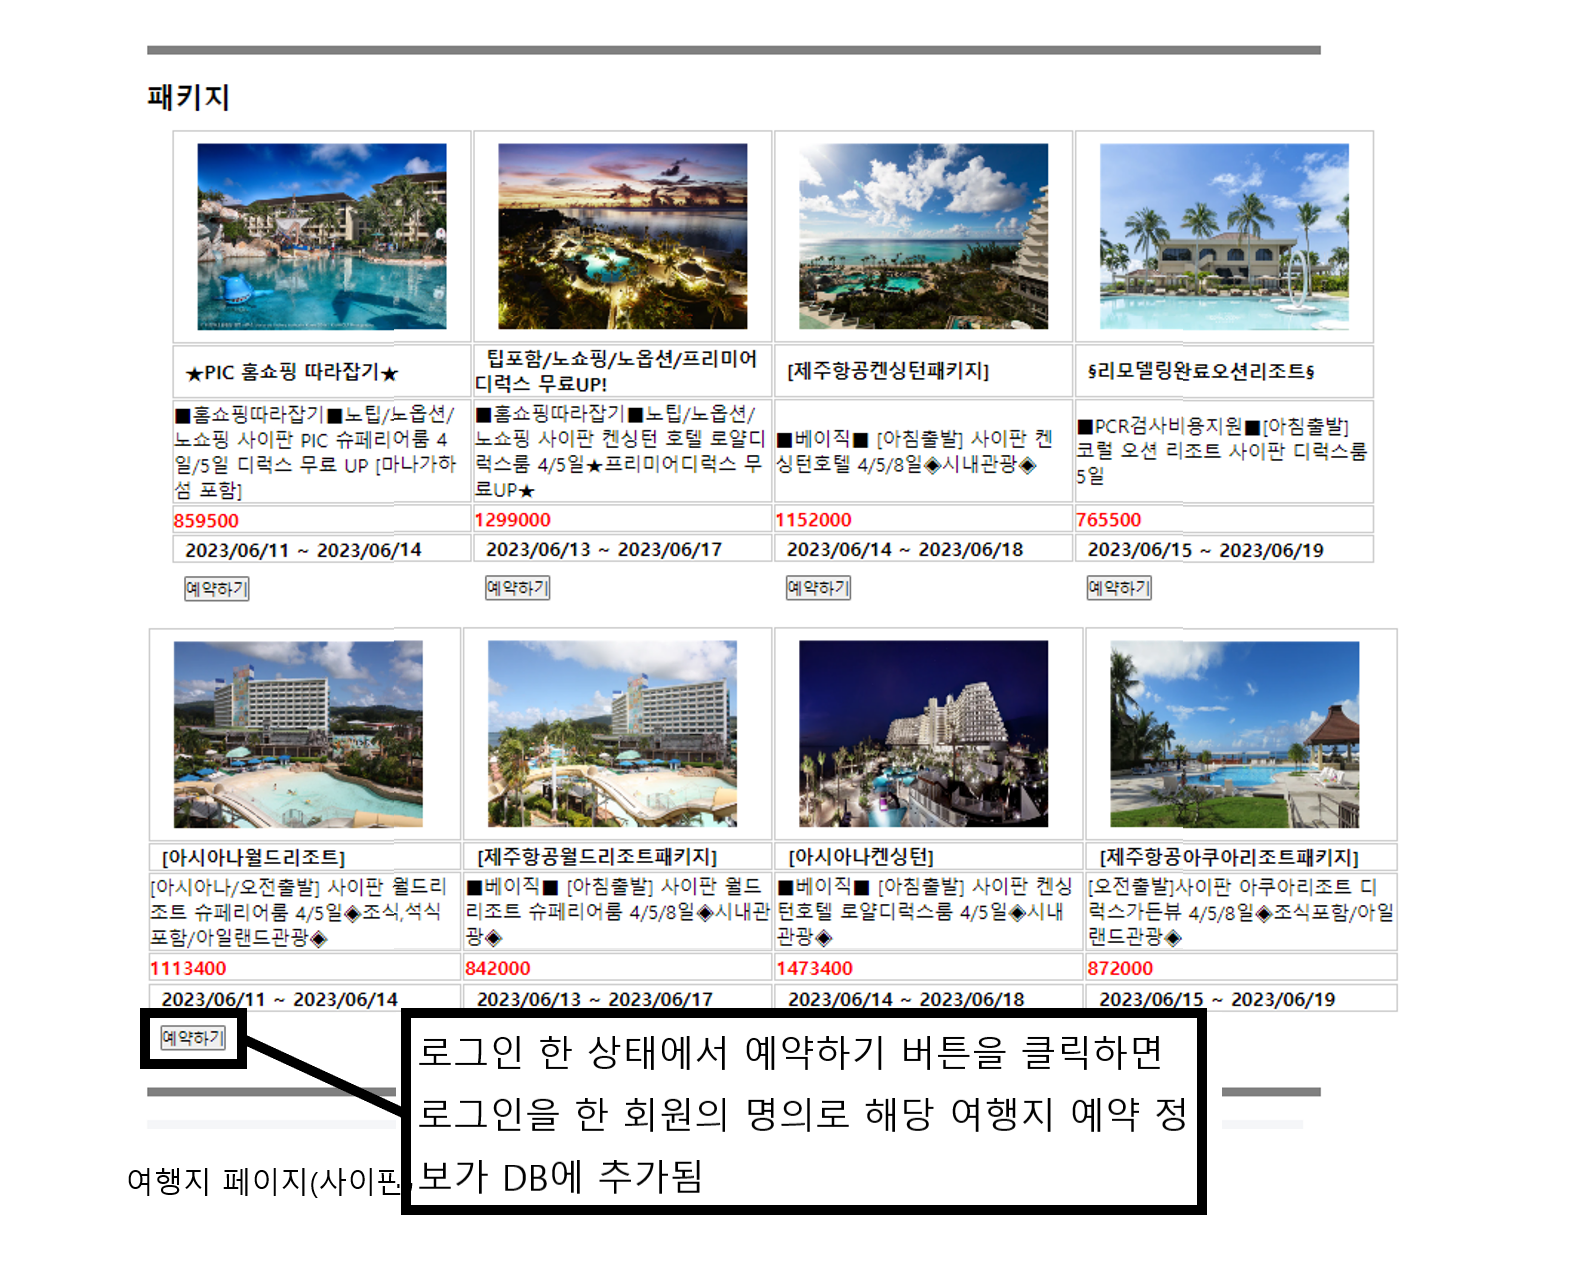 패키지
★PIC 홈쇼핑 따라잡기★
팁포함/노쇼핑/노옵션/프리미어
디럭스 무료UP!
[제주항공켄싱턴패키지]
§리모델링완료오션리조트§
■홈쇼핑따라잡기■노팁/노옵션/
노쇼핑 사이판 PIC 슈페리어룸 4
일/5일 디럭스 무료 UP [마나가하
섬 포함]
■홈쇼핑따라잡기■노팁/노옵션/
노쇼핑 사이판 켄싱턴 호텔 로얄디
럭스룸 4/5일★프리미어디럭스 무
료UP★
■베이직■ [아침출발] 사이판 켄
싱턴호텔 4/5/8일◈시내관광◈
■PCR검사비용지원■[아침출발]
코럴 오션 리조트 사이판 디럭스룸
5일
859500
1299000
1152000
765500
2023/06/11 ~ 2023/06/14
2023/06/13 ~ 2023/06/17
2023/06/14 ~ 2023/06/18
2023/06/15 ~ 2023/06/19
예약하기
예약하기
예약하기
예약하기
[아시아나월드리조트]
[제주항공월드리조트패키지]
[아시아나켄싱턴]
[제주항공아쿠아리조트패키지]
[아시아나/오전출발] 사이판 월드리
조트 슈페리어룸 4/5일◈조식,석식
포함/아일랜드관광◈
■베이직■ [아침출발] 사이판 월드
리조트 슈페리어룸 4/5/8일◈시내관
광◈
■베이직■ [아침출발] 사이판 켄싱
턴호텔 로얄디럭스룸 4/5일◈시내
관광◈
[오전출발]사이판 아쿠아리조트 디
럭스가든뷰 4/5/8일◈조식포함/아일
랜드관광◈
1113400
842000
1473400
872000
2023/06/11 ~ 2023/06/14
2023/06/13 ~ 2023/06/17
2023/06/14 ~ 2023/06/18
2023/06/15 ~ 2023/06/19
예약하기
로그인 한 상태에서 예약하기 버튼을 클릭하면
로그인을 한 회원의 명의로 해당 여행지 예약 정
보가 DB에 추가됨
여행지 페이지(사이판